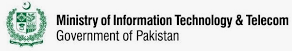 Ministry of Information Technology & Telecom
Government of Pakistan